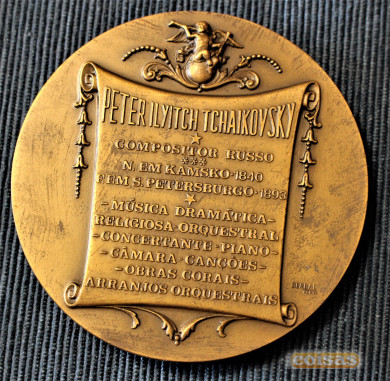 PETER ILYITCH TCHAIKOVSKY
COMPOSITOR RUSSO
***
N. EM KAMSKO-1840
F. EM S. PETERSBURGO-1893
-MÚSICA DRAMÁTICA-
RELIGIOSA-ORQUESTRAL
-CONCERTANTE-PIANO-
-CÂMARA-CANÇÕES-
-OBRAS CORAIS-
ARRANJOS ORQUESTRAIS
coisas